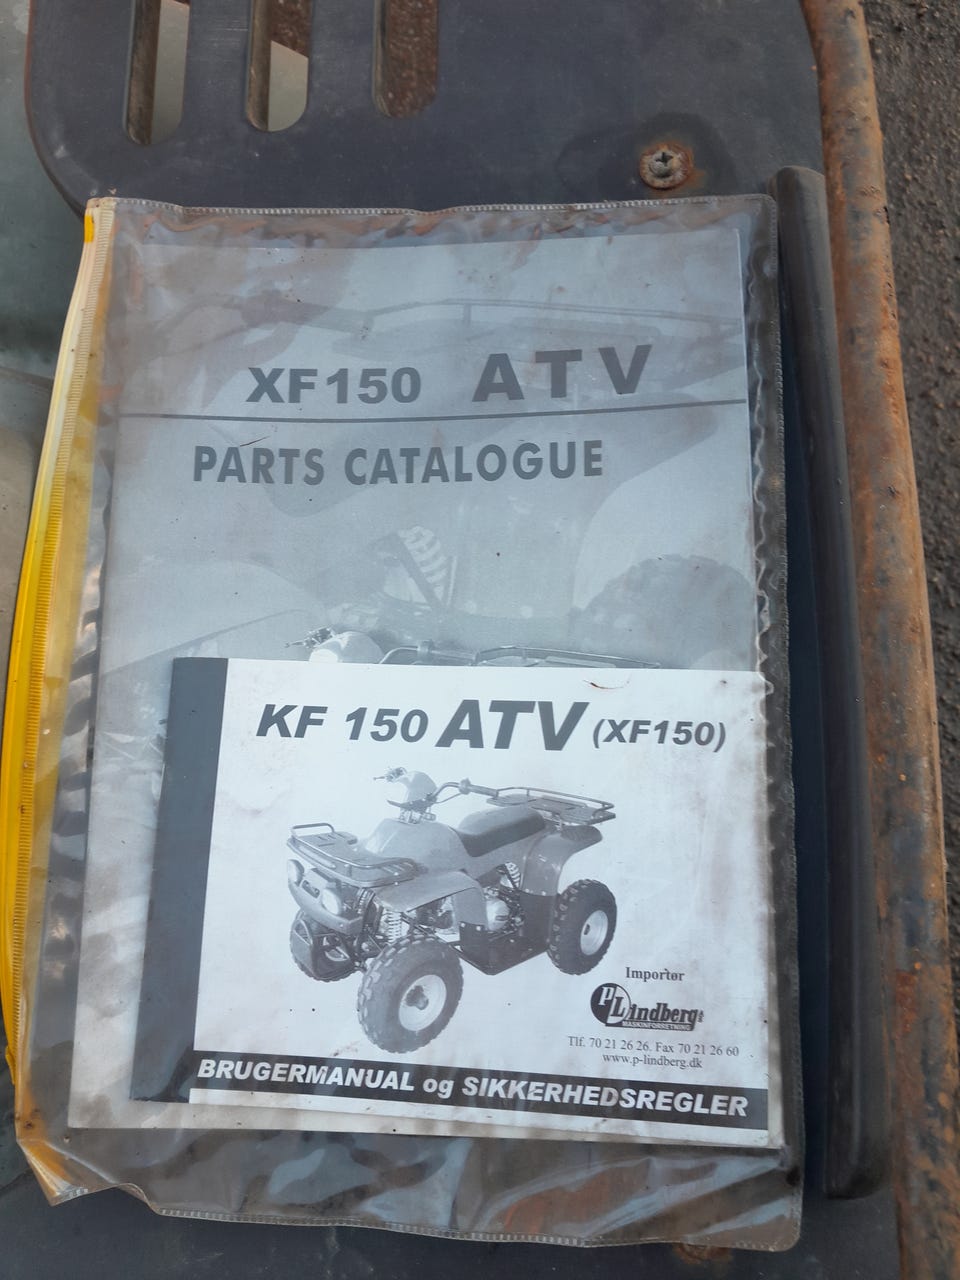 XF150 ATV
PARTS CATALOGUE
KF 150 ATV (XF150)
Importør
P Lindberg
MASKINFORRETNING
Tlf. 70 21 26 26. Fax 70 21 26 60
www.p-lindberg.dk
BRUGERMANUAL og SIKKERHEDSREGLER